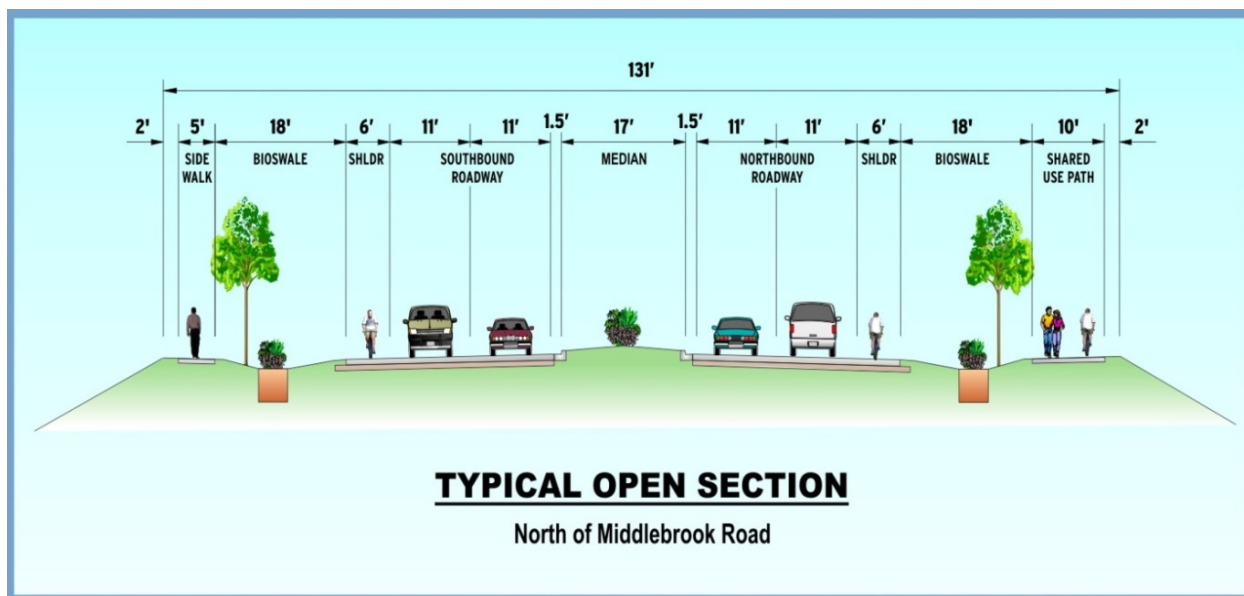 131'
2' 5' 18' 6' 11' 11' 1.5' 17' 1.5' 11' 11' 6' 18' 10' 2'
SIDE WALK
BIOSWALE
SHLDR
SOUTHBOUND ROADWAY
MEDIAN
NORTHBOUND ROADWAY
SHLDR
BIOSWALE
SHARED USE PATH
TYPICAL OPEN SECTION
North of Middlebrook Road